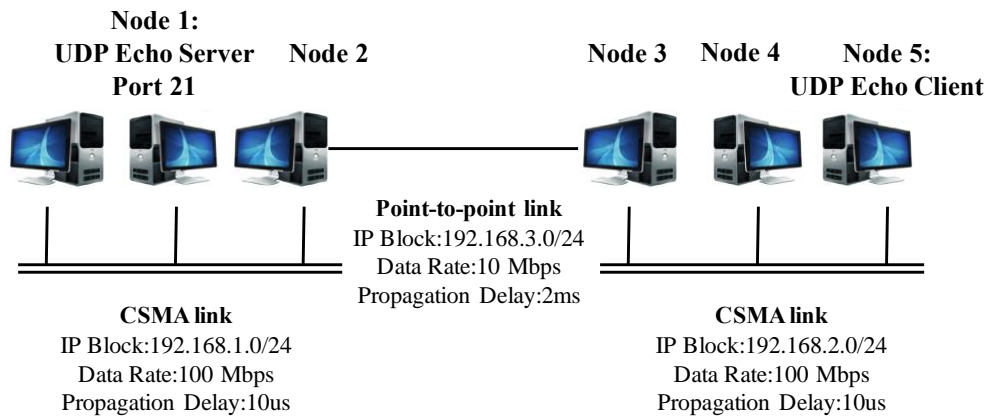 Node 1:
UDP Echo Server
Port 21
Node 2
Node 3
Node 4
Node 5:
UDP Echo Client
Point-to-point link
IP Block:192.168.3.0/24
Data Rate:10 Mbps
Propagation Delay:2ms
CSMA link
IP Block:192.168.1.0/24
Data Rate:100 Mbps
Propagation Delay:10us
CSMA link
IP Block:192.168.2.0/24
Data Rate:100 Mbps
Propagation Delay:10us